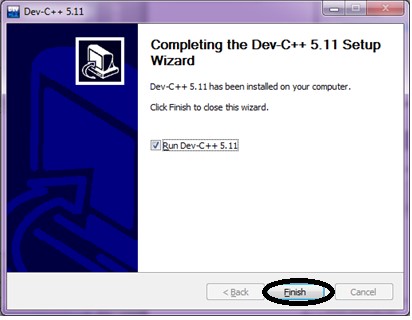 Dev-C++ 5.11
Completing the Dev-C++ 5.11 Setup
Wizard
Dev-C++ 5.11 has been installed on your computer.
Click Finish to close this wizard.
Run Dev-C++ 5.11
< Back
Finish
Cancel